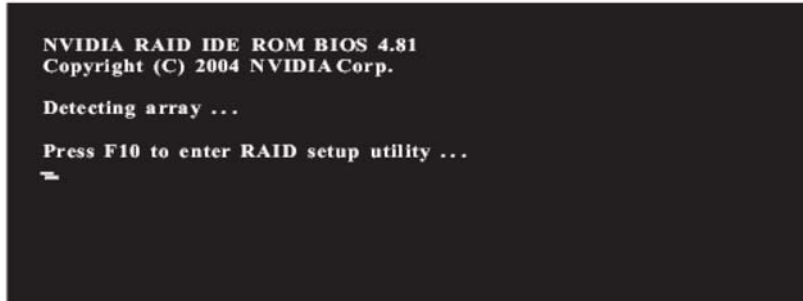 NVIDIA RAID IDE ROM BIOS 4.81
Copyright (C) 2004 NVIDIA Corp.
Detecting array ...
Press F10 to enter RAID setup utility ...